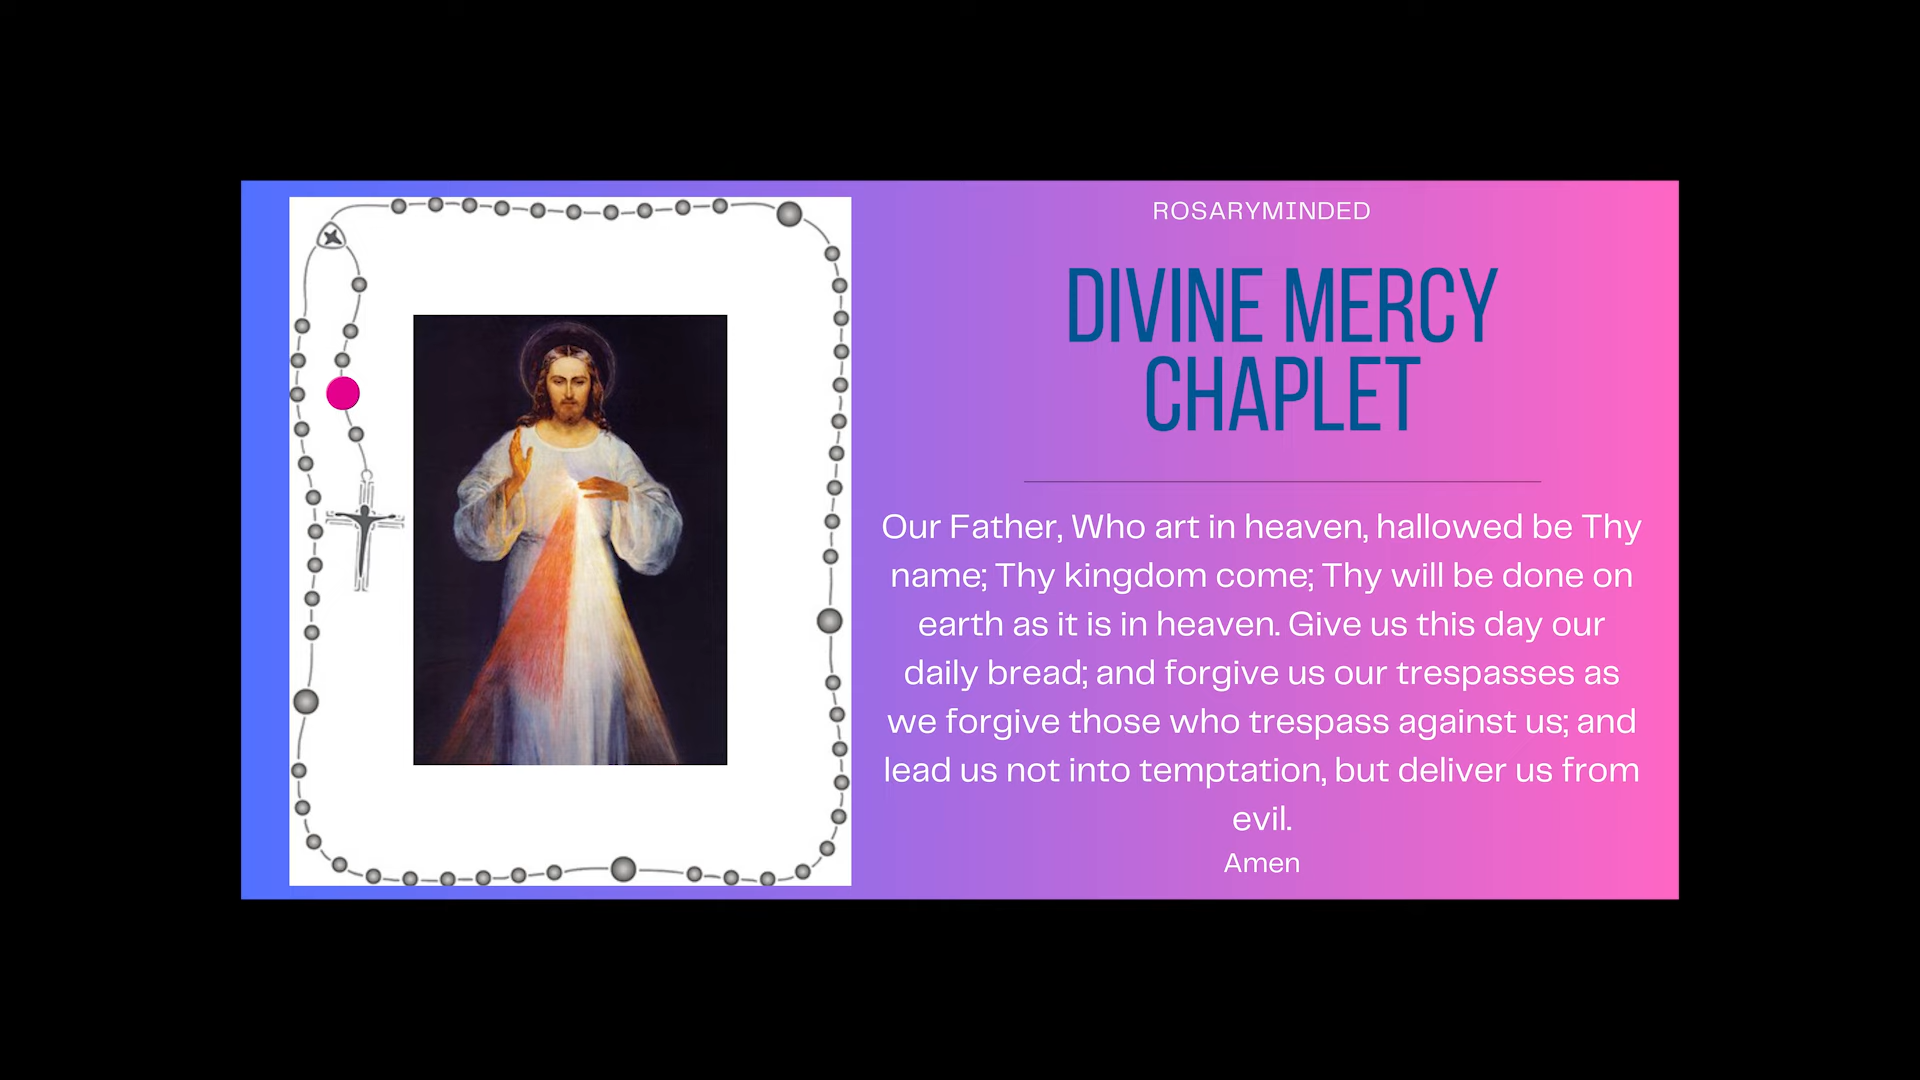 ROSARYMINDED
DIVINE MERCY
CHAPLET
Our Father, Who art in heaven, hallowed be Thy
name; Thy kingdom come; Thy will be done on
earth as it is in heaven. Give us this day our
daily bread; and forgive us our trespasses as
we forgive those who trespass against us; and
lead us not into temptation, but deliver us from
evil.
Amen